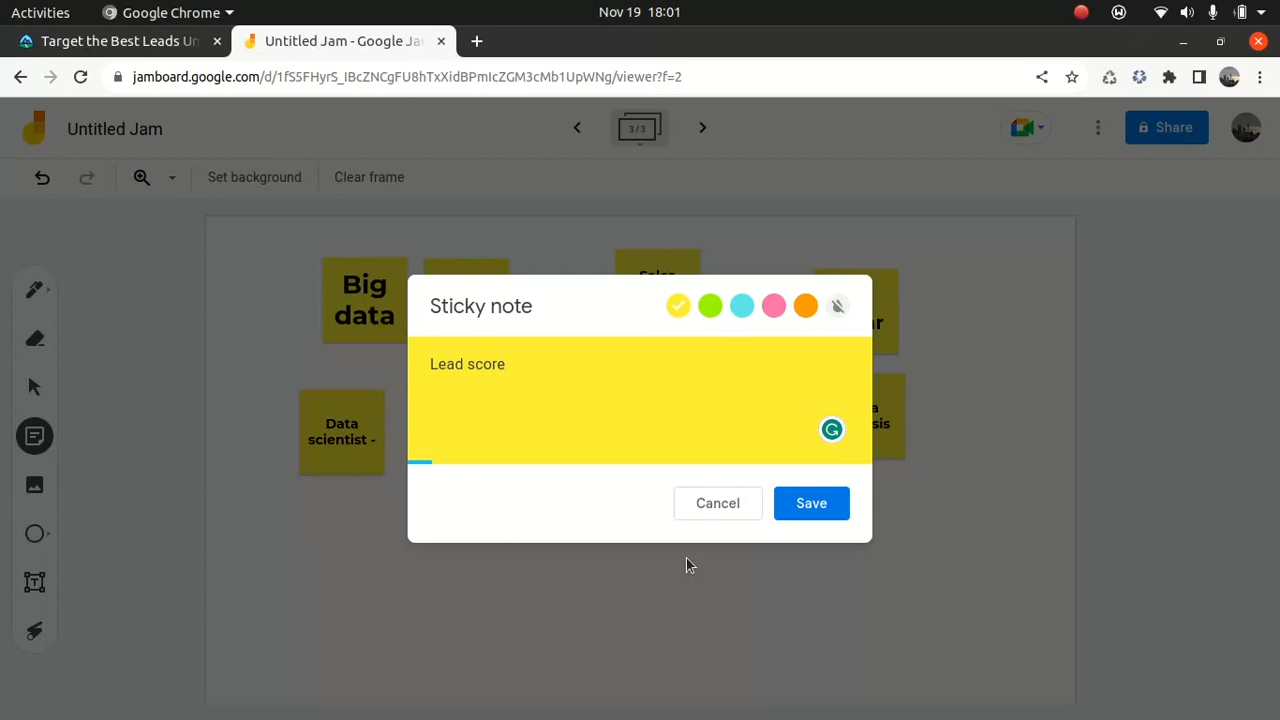 Activities
Google Chrome
Nov 19 18:01
Target the Best Leads Un
Untitled Jam - Google Ja
jamboard.google.com/d/1fS5FHyrS_IBcZNCgFU8hTxXidBPmIcZGM3cMb1UpWNg/viewer?f=2
Untitled Jam
3 / 3
Share
Set background
Clear frame
Big
data
Sticky note
Lead score
Data
scientist -
Cancel
Save